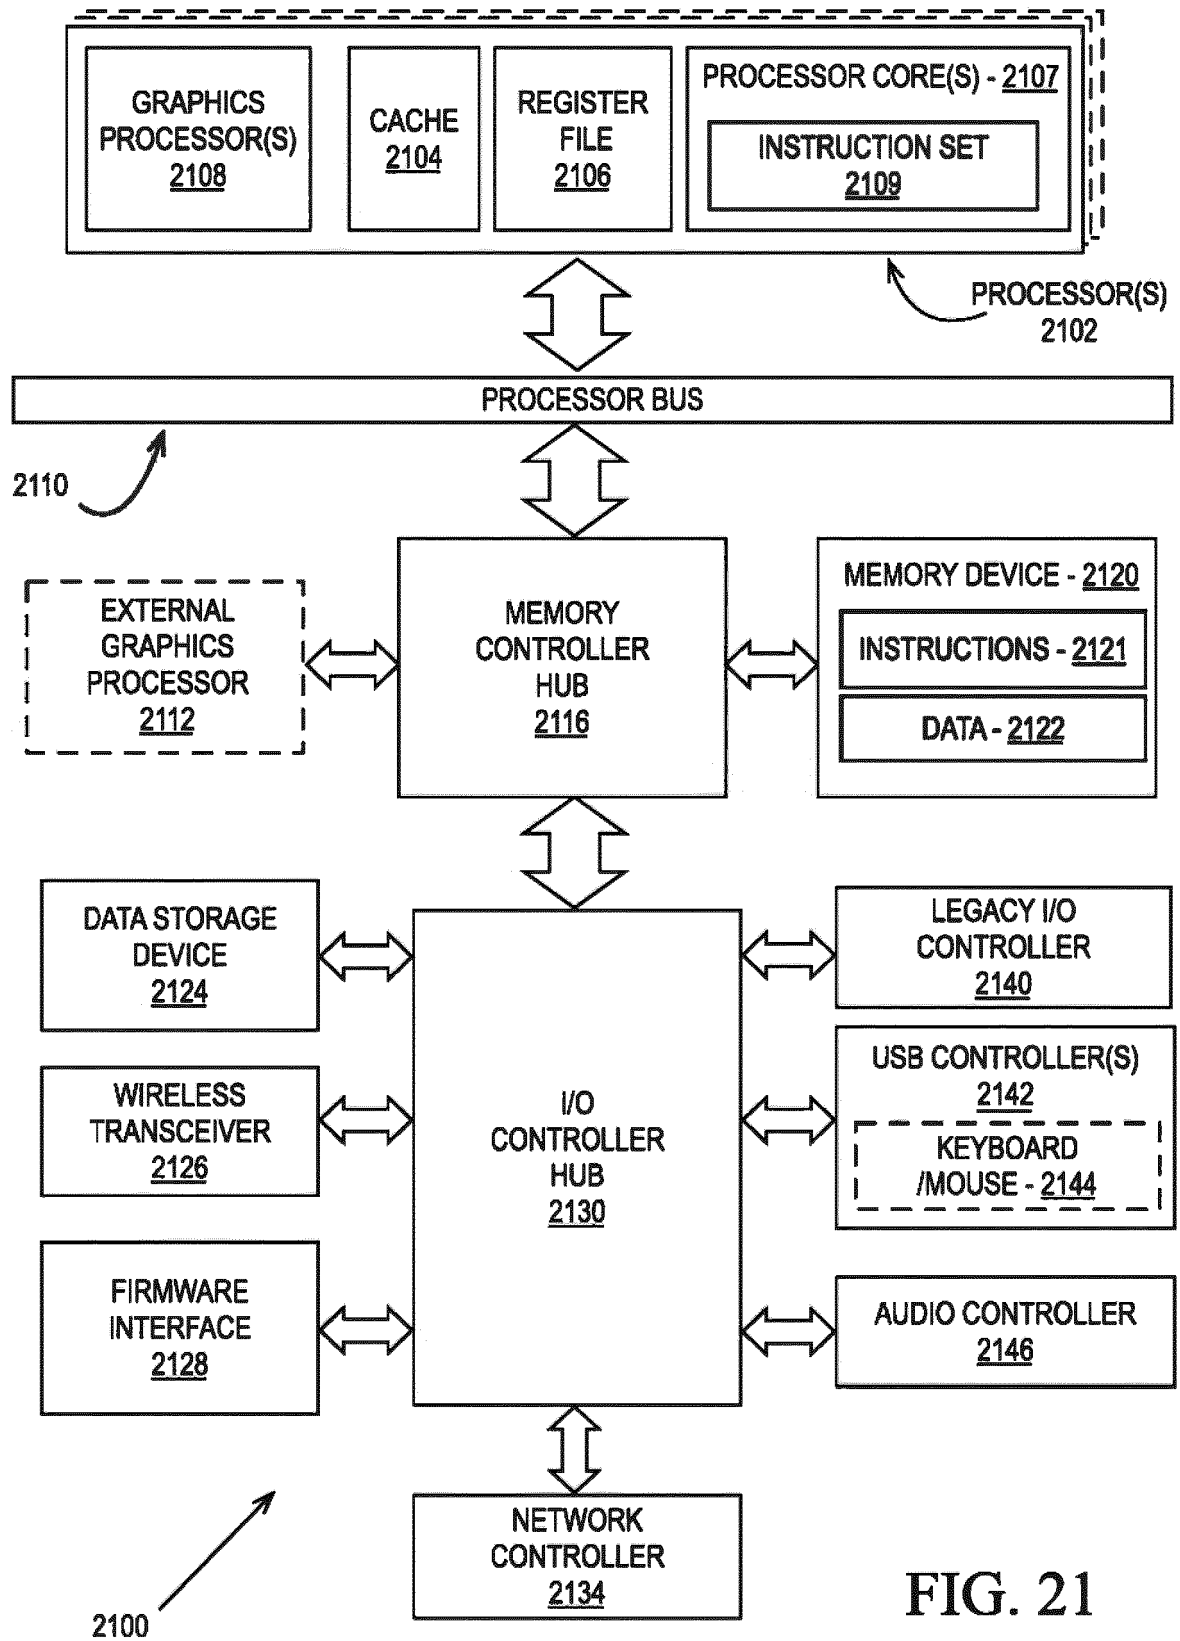 GRAPHICS
PROCESSOR(S)
2108
CACHE
2104
REGISTER
FILE
2106
PROCESSOR CORE(S) - 2107
INSTRUCTION SET
2109
PROCESSOR(S)
2102
PROCESSOR BUS
2110
EXTERNAL
GRAPHICS
PROCESSOR
2112
MEMORY
CONTROLLER
HUB
2116
MEMORY DEVICE - 2120
INSTRUCTIONS - 2121
DATA - 2122
DATA STORAGE
DEVICE
2124
WIRELESS
TRANSCEIVER
2126
FIRMWARE
INTERFACE
2128
I/O
CONTROLLER
HUB
2130
LEGACY I/O
CONTROLLER
2140
USB CONTROLLER(S)
2142
KEYBOARD
/MOUSE - 2144
AUDIO CONTROLLER
2146
NETWORK
CONTROLLER
2134
2100
FIG. 21